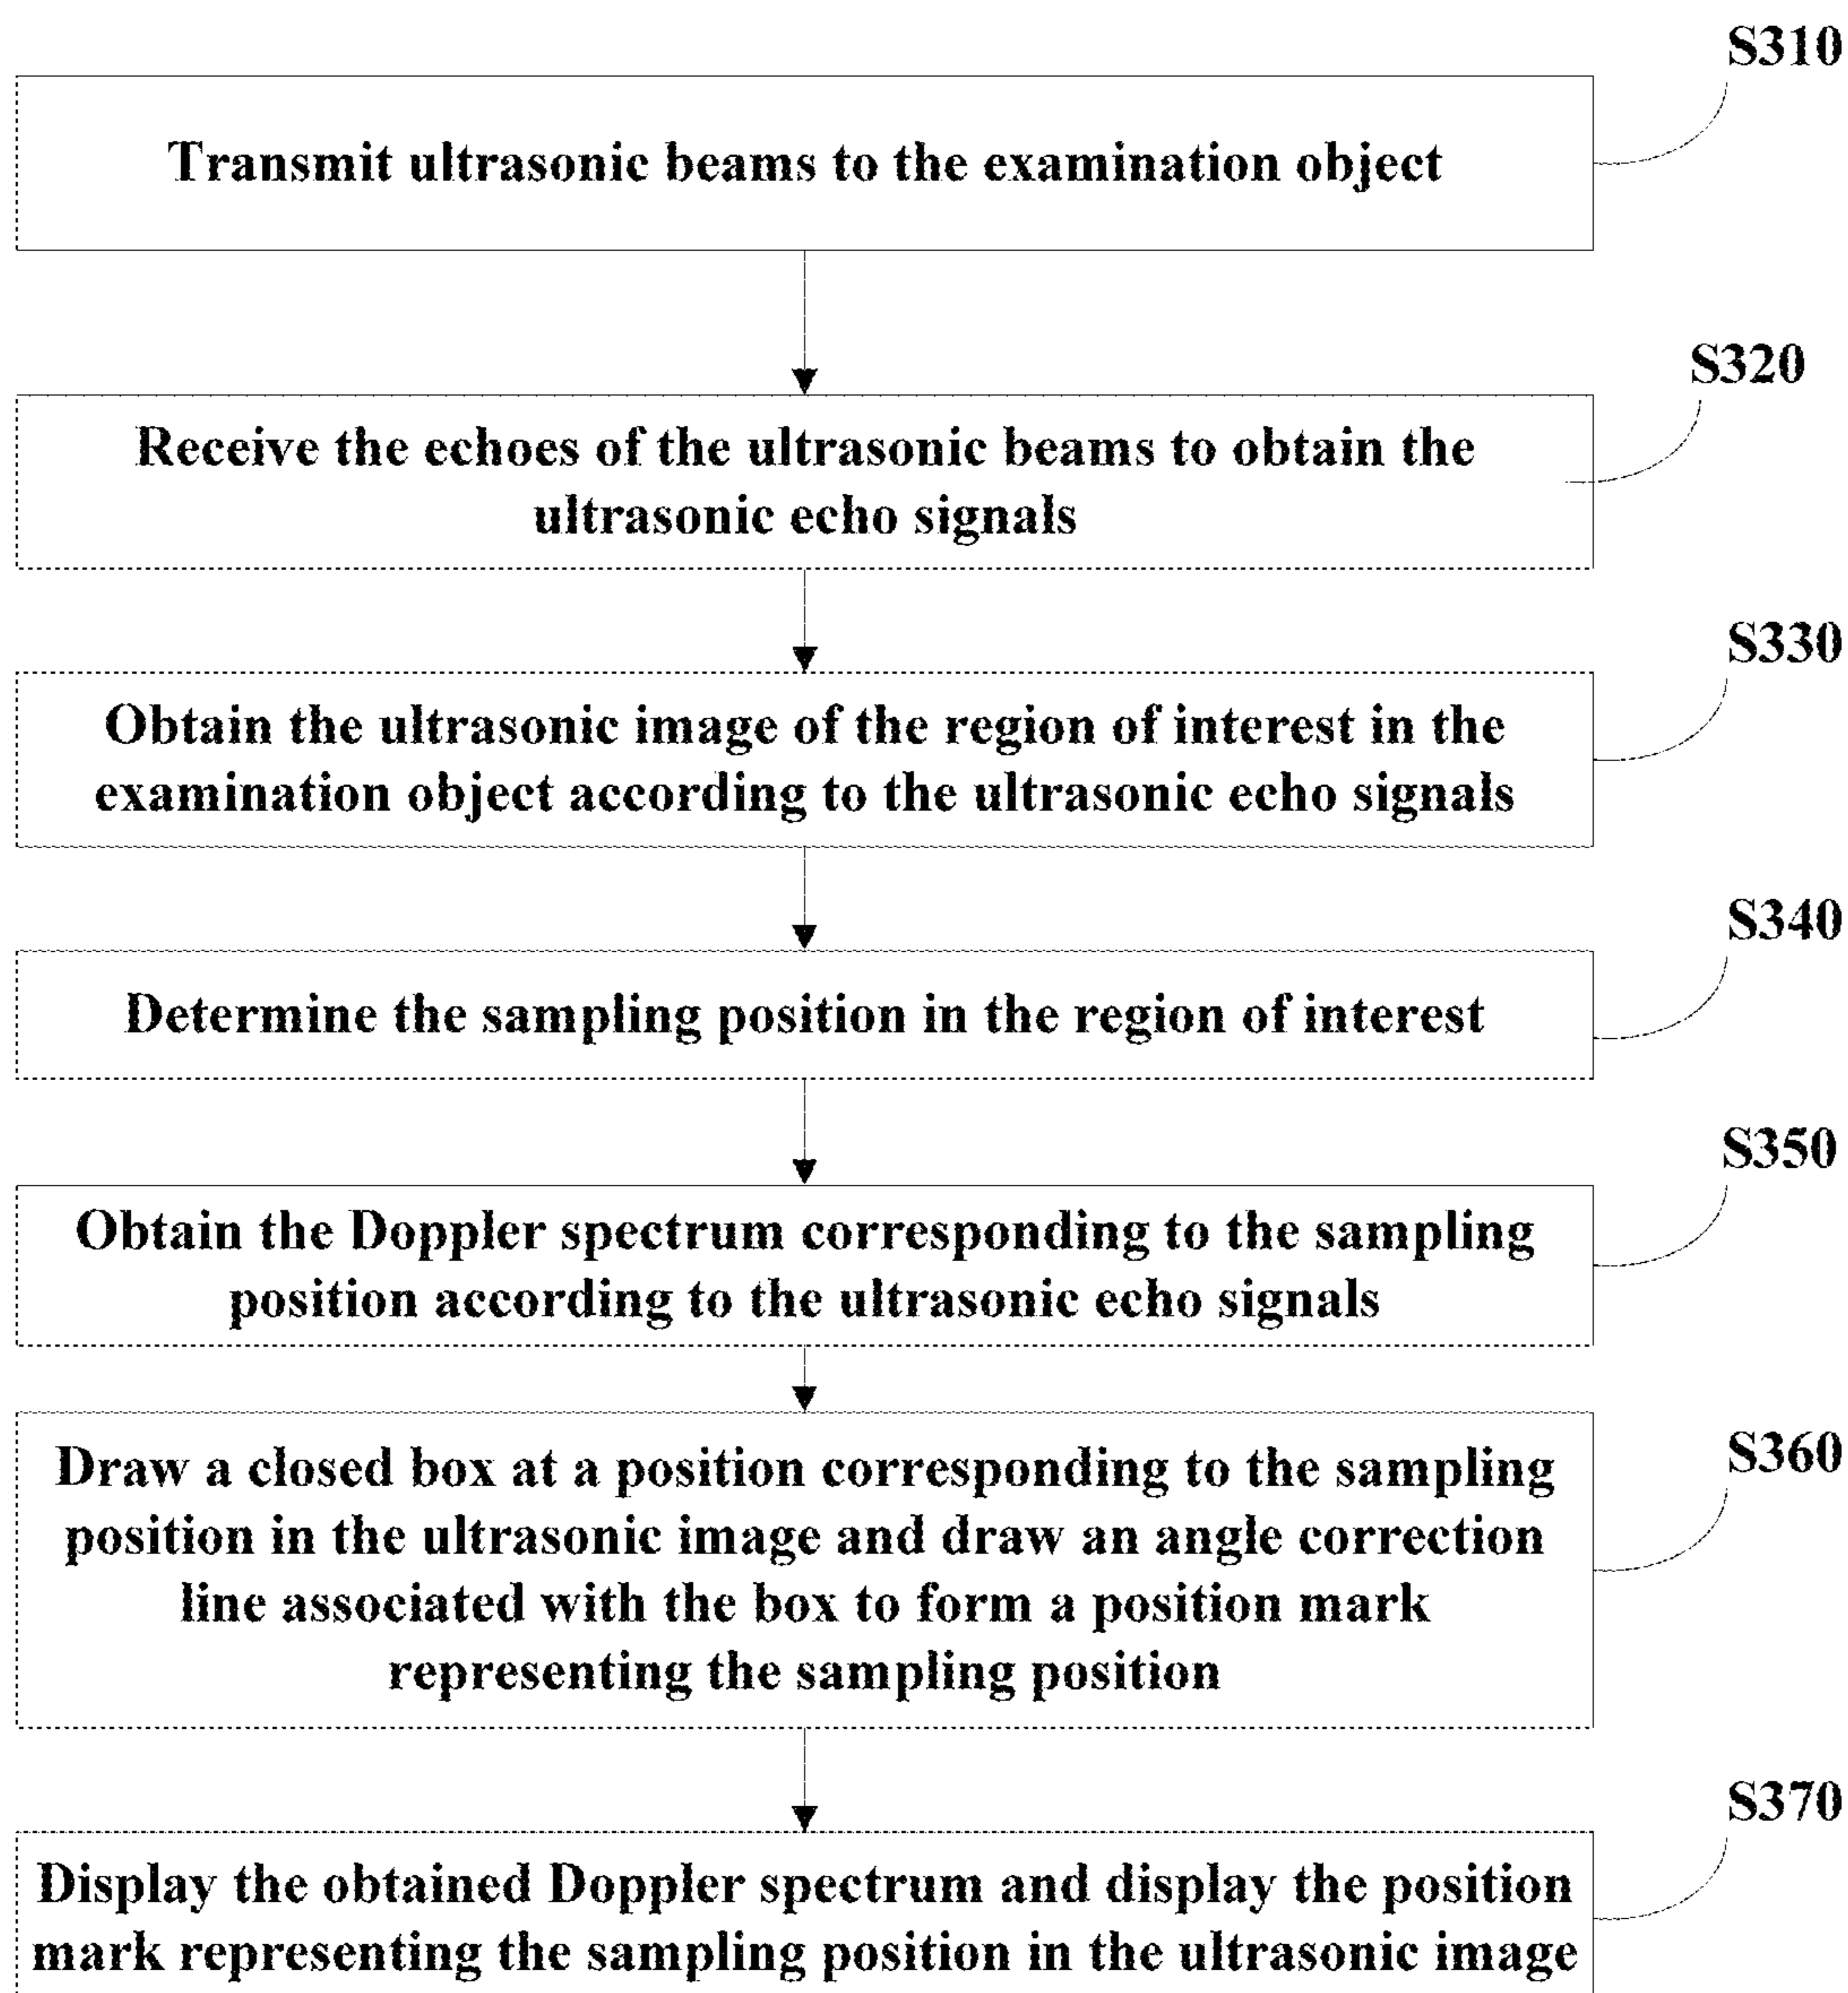 S310
Transmit ultrasonic beams to the examination object
S320
Receive the echoes of the ultrasonic beams to obtain the
ultrasonic echo signals
S330
Obtain the ultrasonic image of the region of interest in the
examination object according to the ultrasonic echo signals
S340
Determine the sampling position in the region of interest
S350
Obtain the Doppler spectrum corresponding to the sampling
position according to the ultrasonic echo signals
S360
Draw a closed box at a position corresponding to the sampling
position in the ultrasonic image and draw an angle correction
line associated with the box to form a position mark
representing the sampling position
S370
Display the obtained Doppler spectrum and display the position
mark representing the sampling position in the ultrasonic image